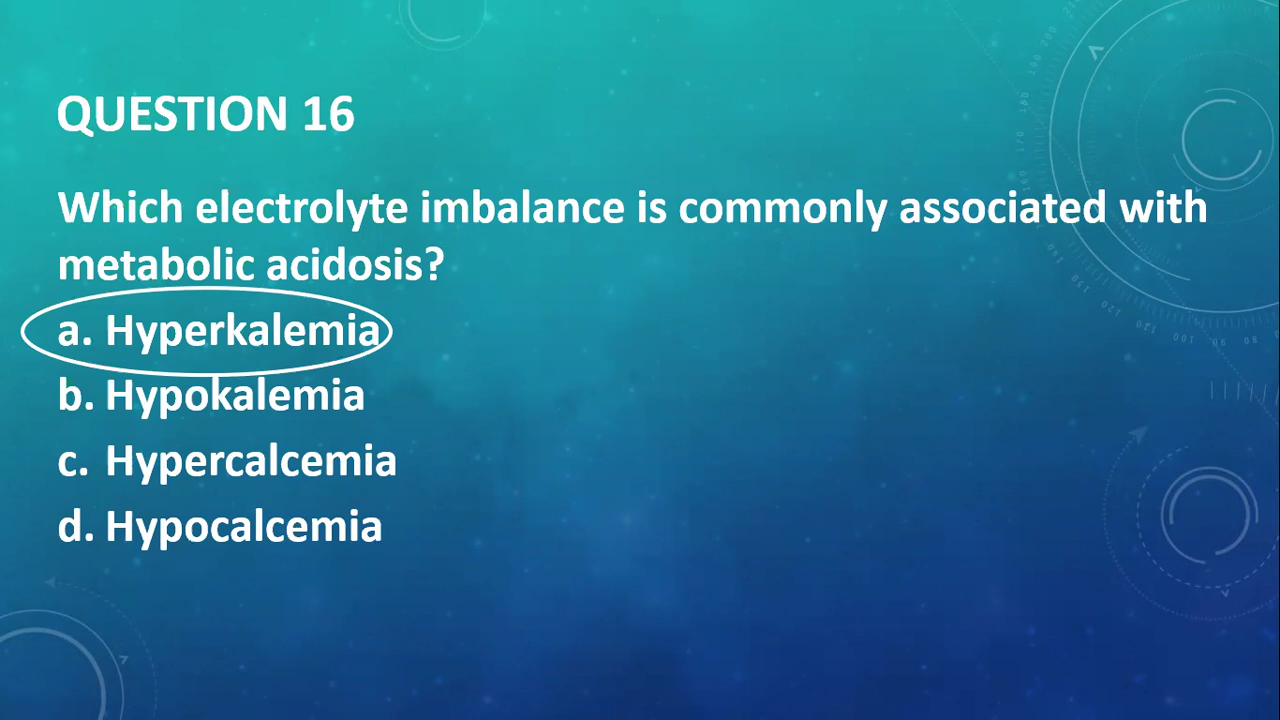 QUESTION 16
Which electrolyte imbalance is commonly associated with
metabolic acidosis?
a. Hyperkalemia
b. Hypokalemia
c. Hypercalcemia
d. Hypocalcemia